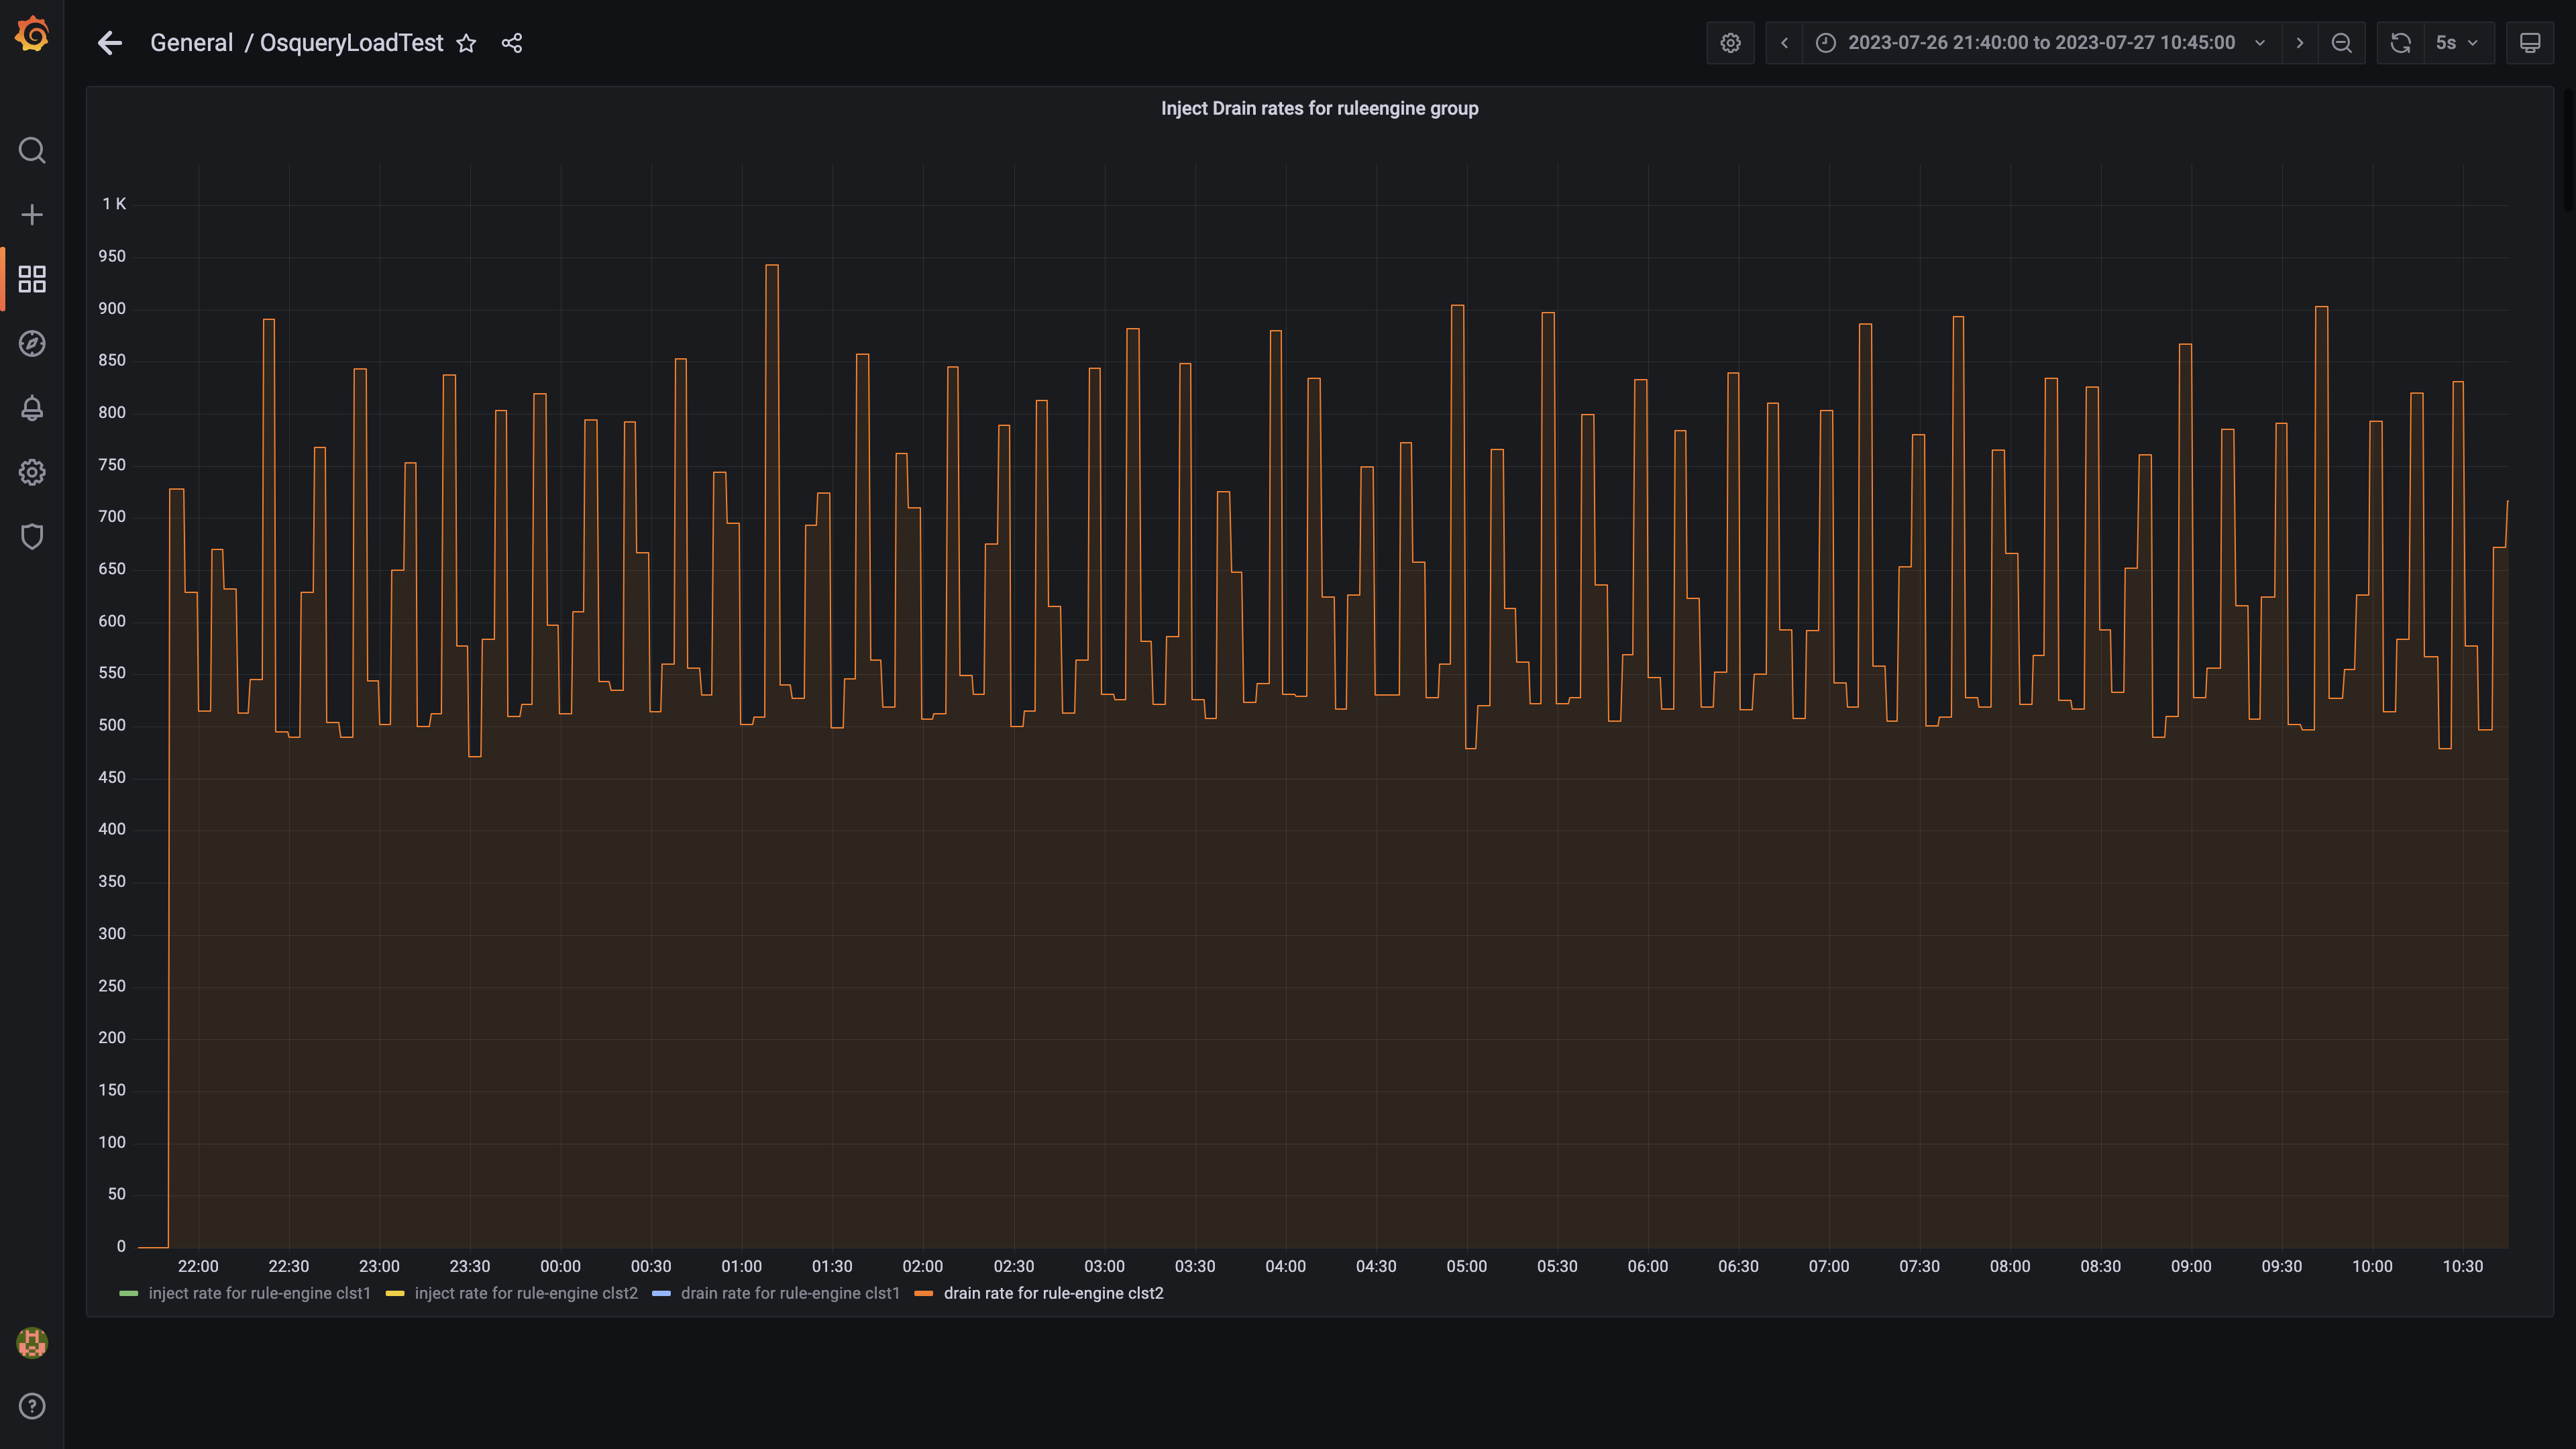 General / OsqueryLoadTest
2023-07-26 21:40:00 to 2023-07-27 10:45:00
5s
Inject Drain rates for ruleengine group
1 K
950
900
850
800
750
700
650
600
550
500
450
400
350
300
250
200
150
100
50
0
22:00 22:30 23:00 23:30 00:00 00:30 01:00 01:30 02:00 02:30 03:00 03:30 04:00 04:30 05:00 05:30 06:00 06:30 07:00 07:30 08:00 08:30 09:00 09:30 10:00 10:30
inject rate for rule-engine clst1 inject rate for rule-engine clst2 drain rate for rule-engine clst1 drain rate for rule-engine clst2